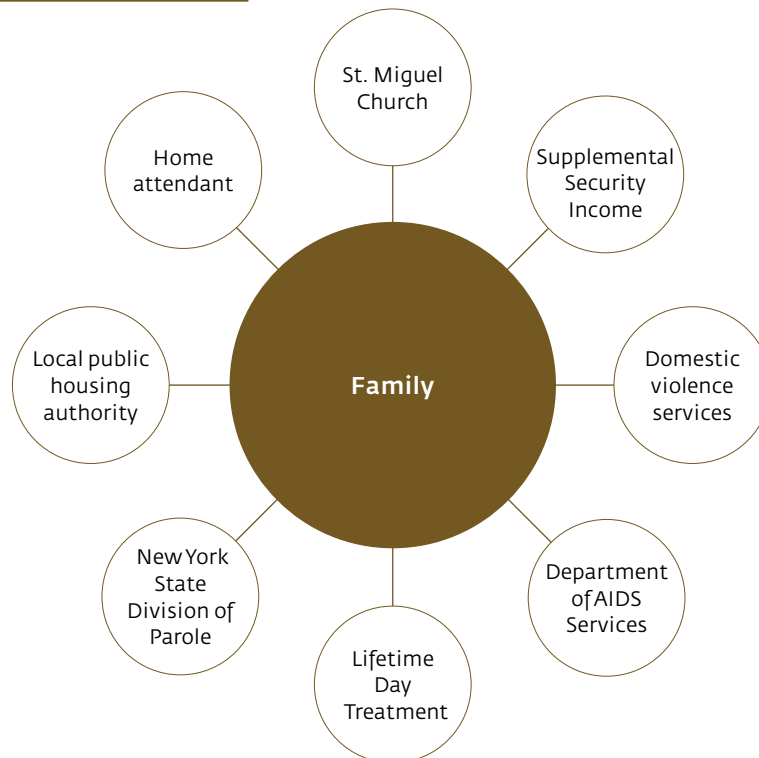 St. Miguel
Church
Home
attendant
Supplemental
Security
Income
Local public
housing
authority
Family
Domestic
violence
services
New York
State
Division of
Parole
Department
of AIDS
Services
Lifetime
Day
Treatment